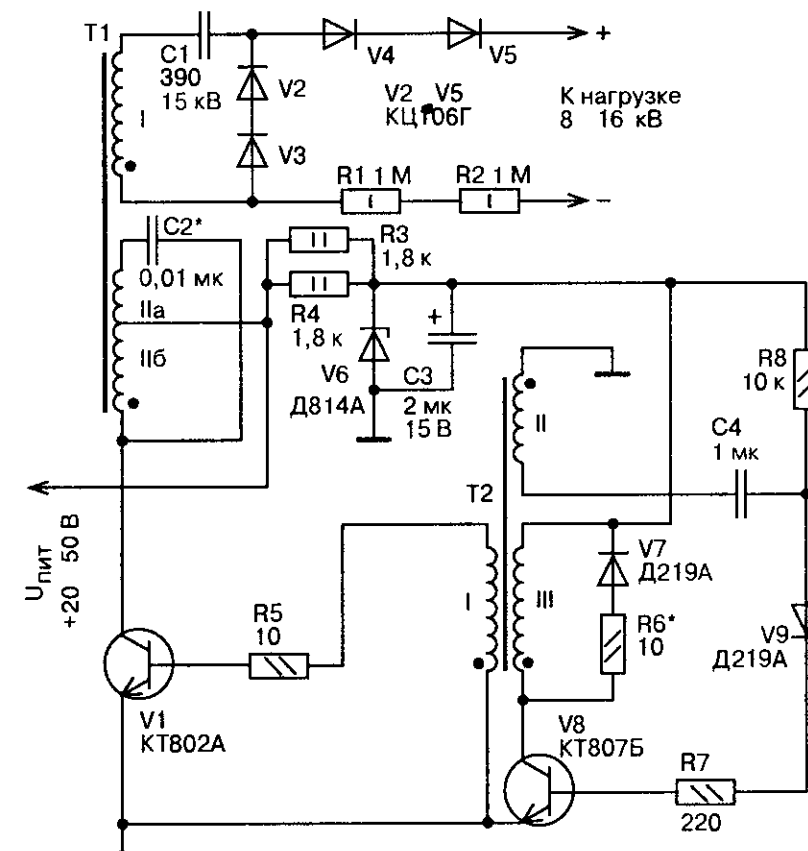 T1
C1
390
15 кВ
V4
V5
+
V2
V2 V5
КЦ106Г
К нагрузке
8 16 кВ
I
V3
R1 1 М
R2 1 М
I
I
−
C2*
0,01 мк
II
R3
1,8 к
II
R4
1,8 к
IIа
IIб
+
V6
Д814А
C3
2 мк
15 В
R8
10 к
II
C4
1 мк
T2
Uпит
+20 50 В
V7
Д219А
I
III
R6*
10
V9
Д219А
R5
10
V1
КТ802А
V8
КТ807Б
R7
220